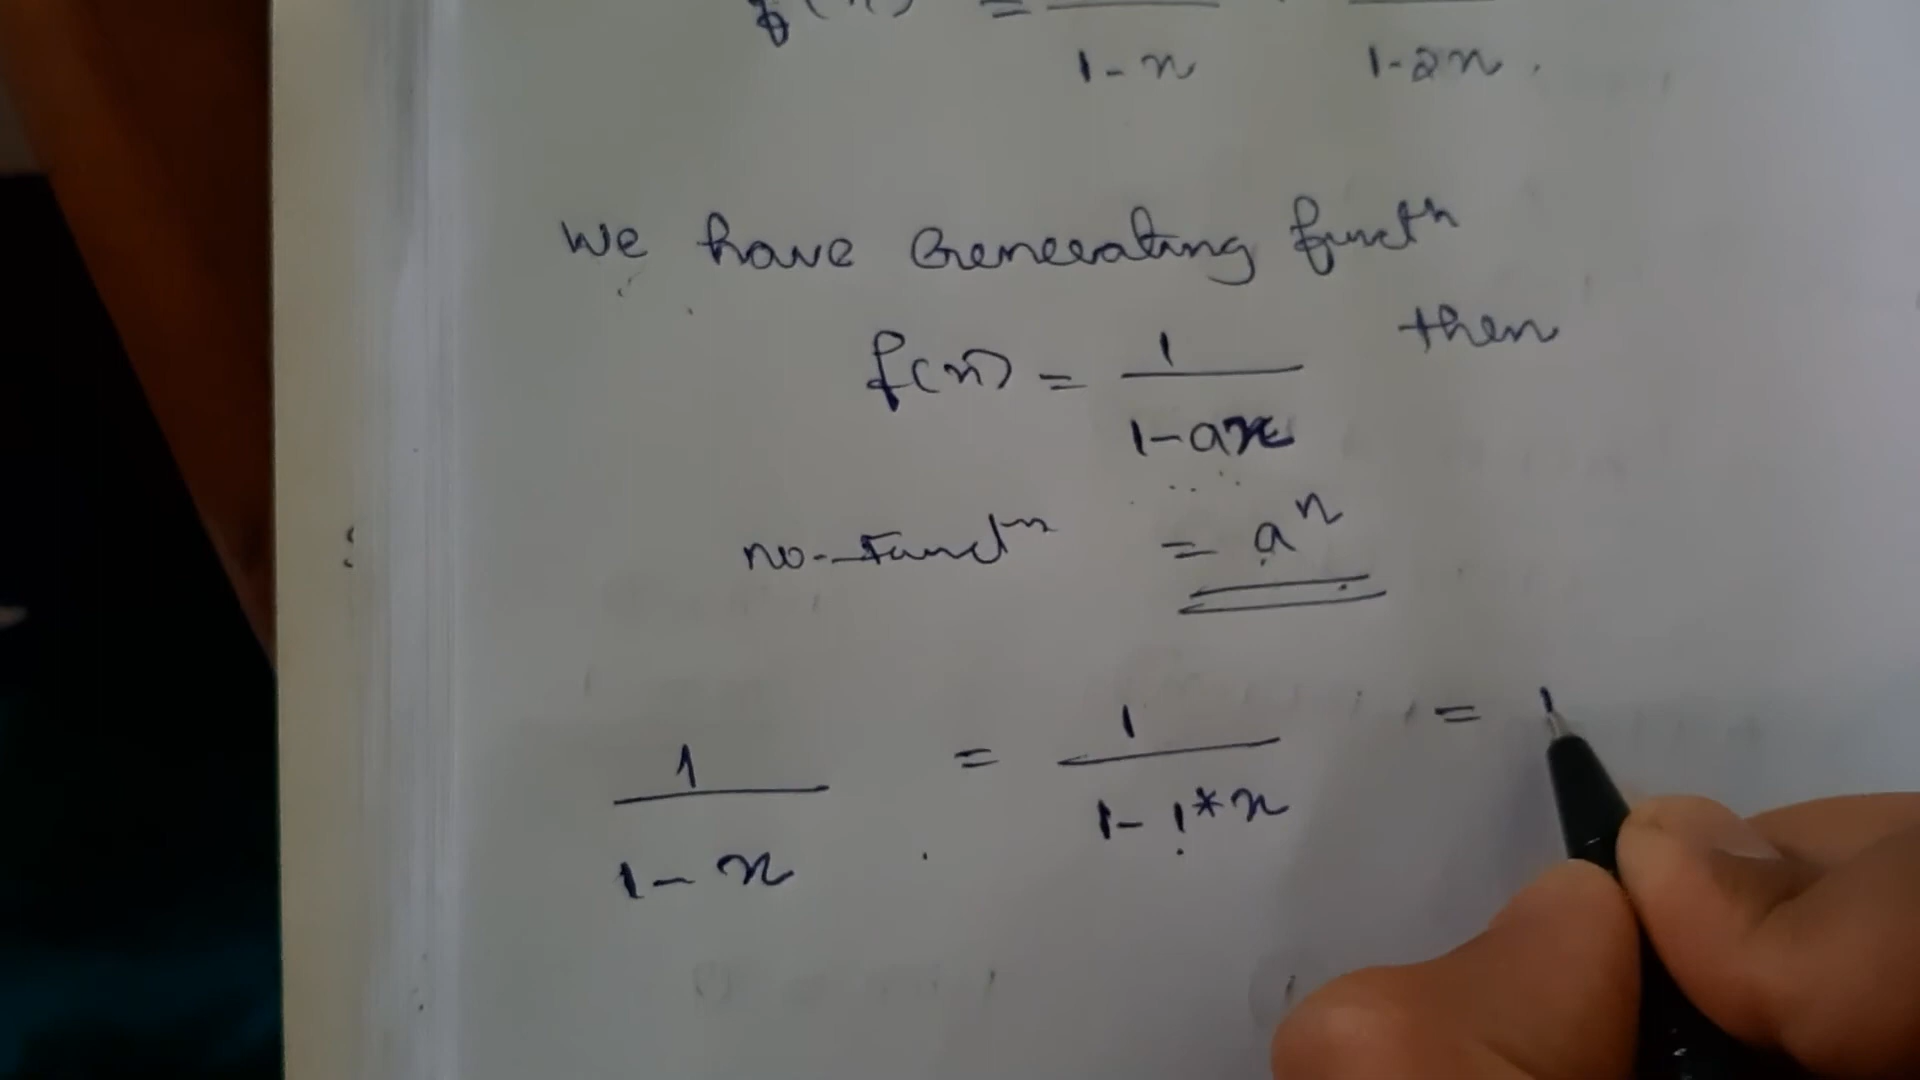 f(x) = 
1-x 1-2x.
We have Generating functn
f(x) = 1/(1-ax) then
no-functn = a^n
1/(1-x) = 1/(1-1*x) = 1